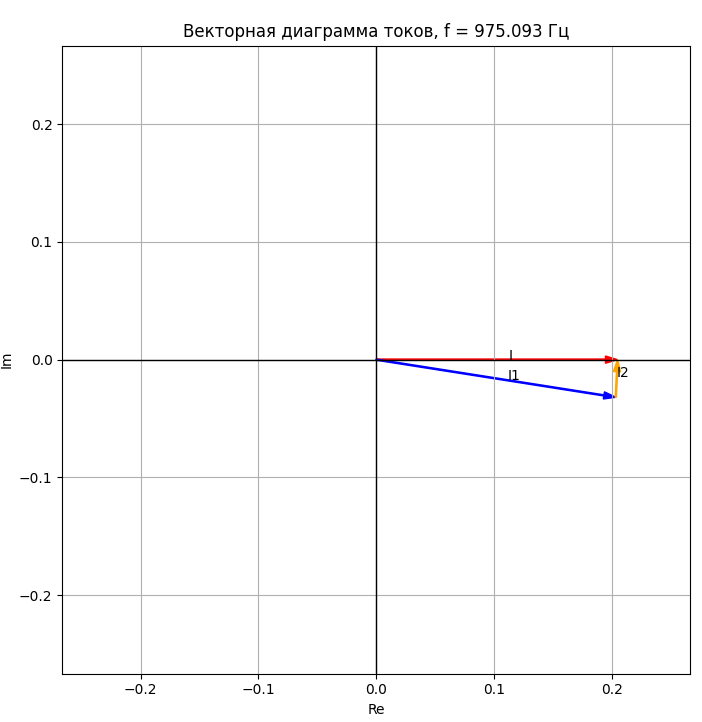 Векторная диаграмма токов, f = 975.093 Гц
0.2
0.1
0.0
−0.1
−0.2
Im
I
I1
I2
−0.2
−0.1
0.0
0.1
0.2
Re